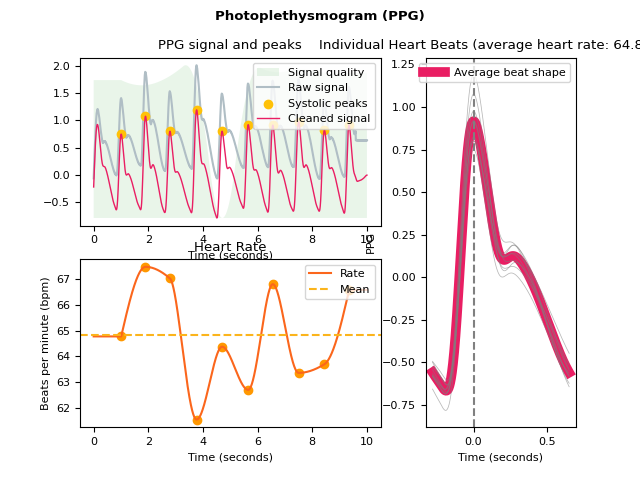 Photoplethysmogram (PPG)
PPG signal and peaks
Individual Heart Beats (average heart rate: 64.8
Signal quality
Raw signal
Systolic peaks
Cleaned signal
2.0
1.5
1.0
0.5
0.0
−0.5
0
2
4
6
8
10
Time (seconds)
Heart Rate
Rate
Mean
Beats per minute (bpm)
67
66
65
64
63
62
0
2
4
6
8
10
Time (seconds)
Average beat shape
PPG
1.25
1.00
0.75
0.50
0.25
0.00
−0.25
−0.50
−0.75
0.0
0.5
Time (seconds)